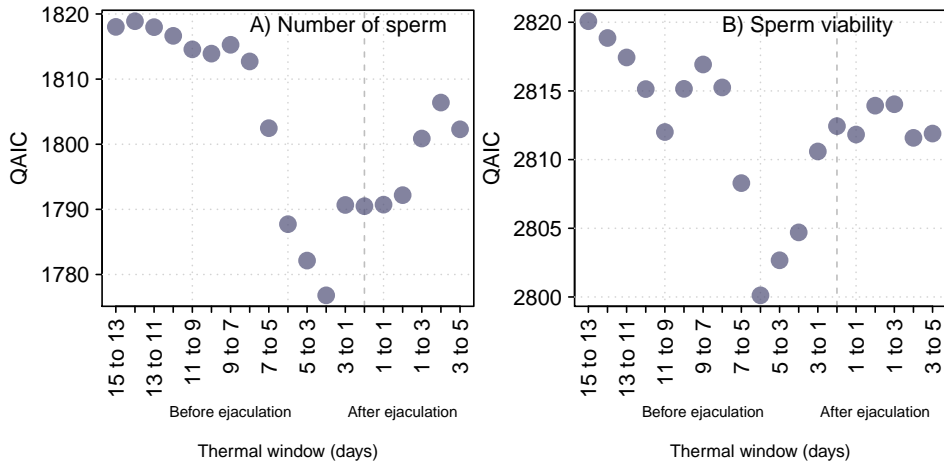 A) Number of sperm
QAIC
1820
1810
1800
1790
1780
15 to 13
13 to 11
11 to 9
9 to 7
7 to 5
5 to 3
3 to 1
1 to 1
1 to 3
3 to 5
Before ejaculation
After ejaculation
Thermal window (days)
B) Sperm viability
QAIC
2820
2815
2810
2805
2800
15 to 13
13 to 11
11 to 9
9 to 7
7 to 5
5 to 3
3 to 1
1 to 1
1 to 3
3 to 5
Before ejaculation
After ejaculation
Thermal window (days)